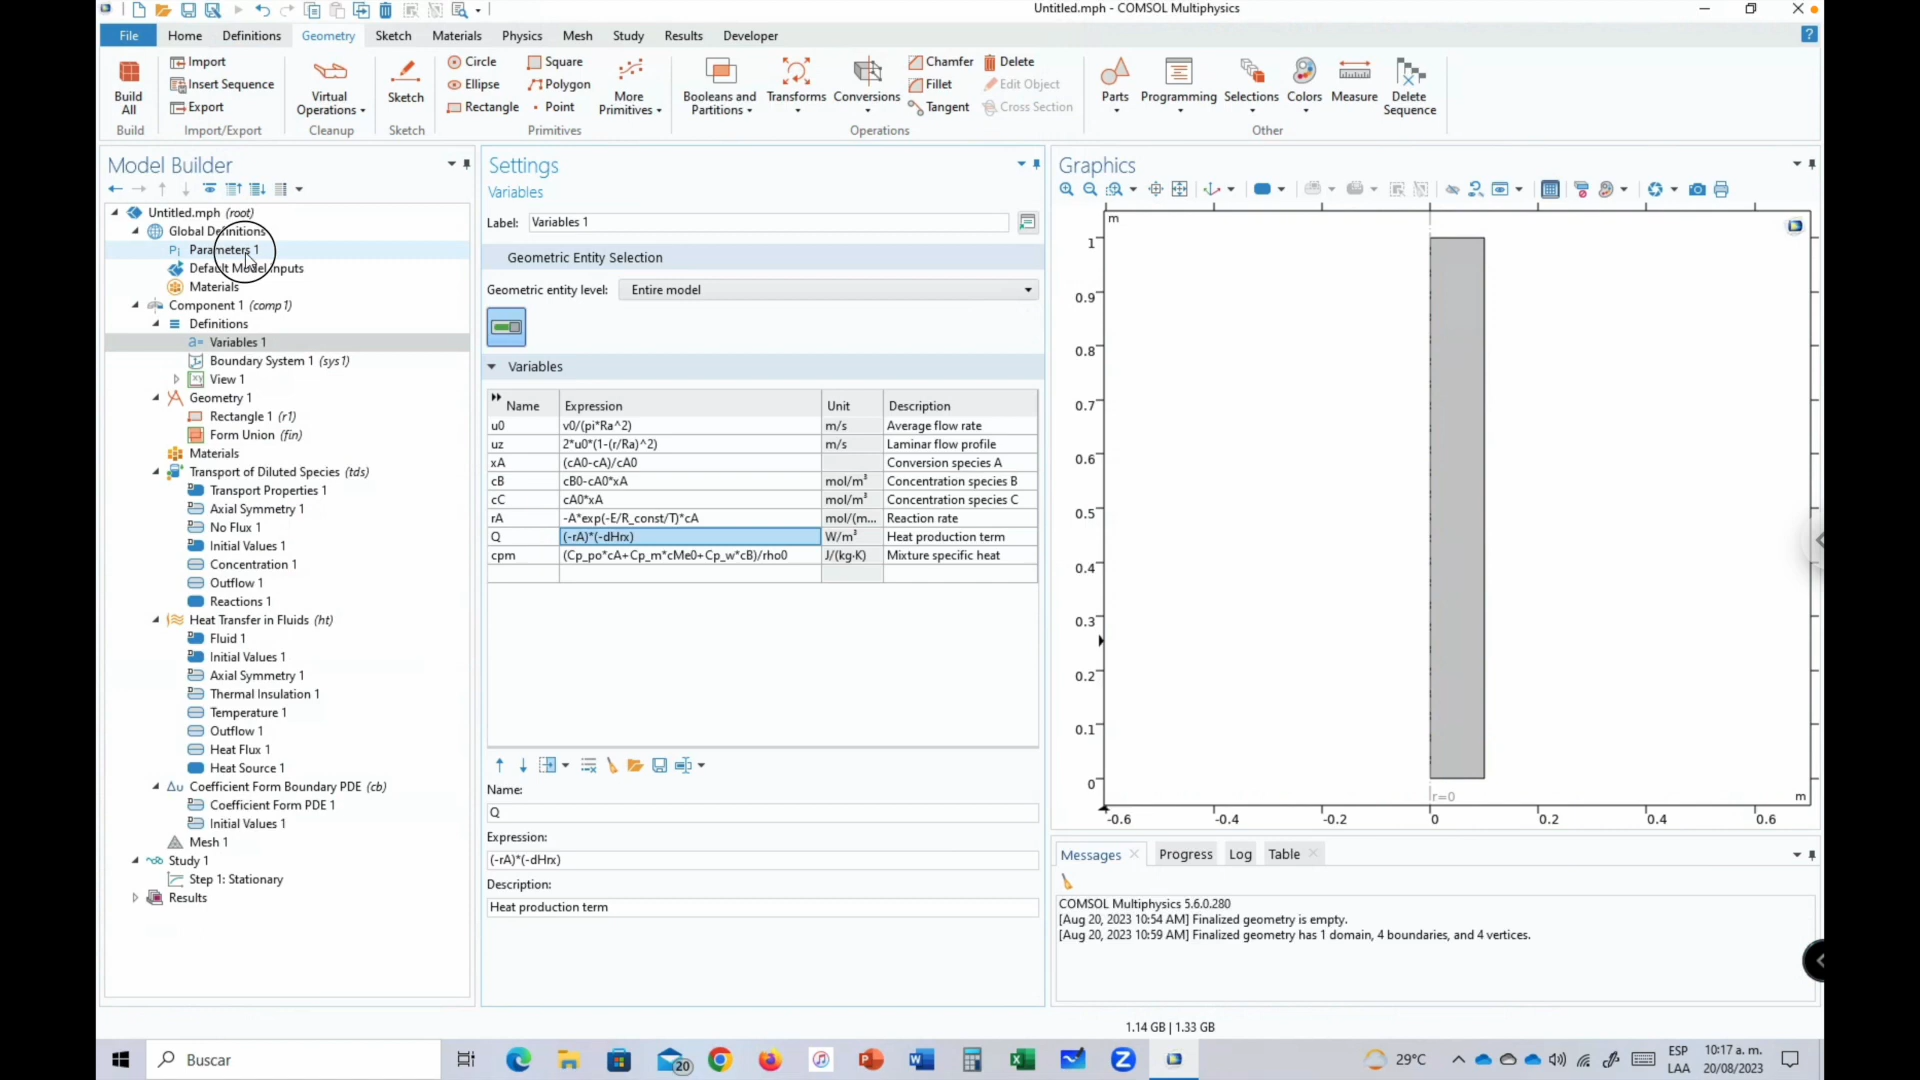 Untitled.mph - COMSOL Multiphysics
File Home Definitions Geometry Sketch Materials Physics Mesh Study Results Developer
Build All
Build
Import
Insert Sequence
Export
Import/Export
Virtual Operations
Cleanup
Sketch
Sketch
Circle
Ellipse
Rectangle
Square
Polygon
Point
More Primitives
Primitives
Booleans and Partitions
Transforms
Conversions
Chamfer
Fillet
Tangent
Delete
Edit Object
Cross Section
Operations
Parts
Programming
Selections
Colors
Measure
Delete Sequence
Other
Model Builder
Untitled.mph (root)
Global Definitions
Parameters 1
Default Model Inputs
Materials
Component 1 (comp1)
Definitions
a= Variables 1
Boundary System 1 (sys1)
View 1
Geometry 1
Rectangle 1 (r1)
Form Union (fin)
Materials
Transport of Diluted Species (tds)
Transport Properties 1
Axial Symmetry 1
No Flux 1
Initial Values 1
Concentration 1
Outflow 1
Reactions 1
Heat Transfer in Fluids (ht)
Fluid 1
Initial Values 1
Axial Symmetry 1
Thermal Insulation 1
Temperature 1
Outflow 1
Heat Flux 1
Heat Source 1
Δu Coefficient Form Boundary PDE (cb)
Coefficient Form PDE 1
Initial Values 1
Mesh 1
Study 1
Step 1: Stationary
Results
Settings
Variables
Label: Variables 1
Geometric Entity Selection
Geometric entity level: Entire model
Variables
Name Expression Unit Description
u0 v0/(pi*Ra^2) m/s Average flow rate
uz 2*u0*(1-(r/Ra)^2) m/s Laminar flow profile
xA (cA0-cA)/cA0 Conversion species A
cB cB0-cA0*xA mol/m³ Concentration species B
cC cA0*xA mol/m³ Concentration species C
rA -A*exp(-E/R_const/T)*cA mol/(m... Reaction rate
Q (-rA)*(-dHrx) W/m³ Heat production term
cpm (Cp_po*cA+Cp_m*cMe0+Cp_w*cB)/rho0 J/(kg·K) Mixture specific heat
Name:
Q
Expression:
(-rA)*(-dHrx)
Description:
Heat production term
Graphics
m
1
0.9
0.8
0.7
0.6
0.5
0.4
0.3
0.2
0.1
0
r=0
m
-0.6 -0.4 -0.2 0 0.2 0.4 0.6
Messages Progress Log Table
COMSOL Multiphysics 5.6.0.280
[Aug 20, 2023 10:54 AM] Finalized geometry is empty.
[Aug 20, 2023 10:59 AM] Finalized geometry has 1 domain, 4 boundaries, and 4 vertices.
1.14 GB | 1.33 GB
Buscar
20
29°C
ESP
LAA
10:17 a. m.
20/08/2023